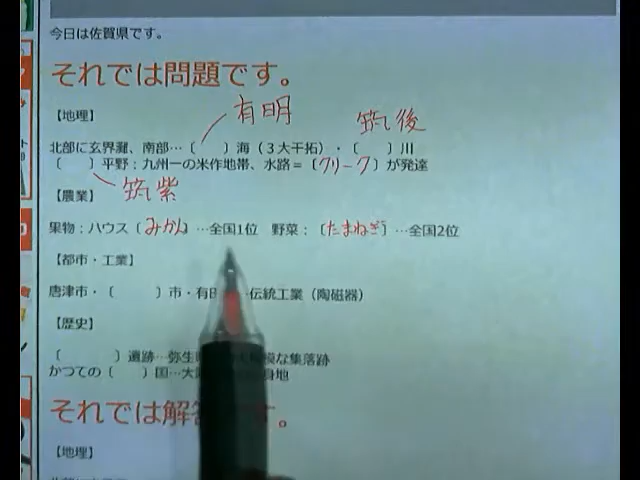 今日は佐賀県です。
それでは問題です。
【地理】
有明 筑後
北部に玄界灘、南部…〔 〕海（３大干拓）・〔 〕川
〔 〕平野：九州一の米作地帯、水路＝〔クリーク〕が発達
筑紫
【農業】
果物：ハウス〔みかん〕…全国1位 野菜：〔たまねぎ〕…全国2位
【都市・工業】
唐津市・〔 〕市・有田 伝統工業（陶磁器）
【歴史】
〔 〕遺跡…弥生 模な集落跡
かつての〔 〕国…大 身地
それでは解答 す。
【地理】